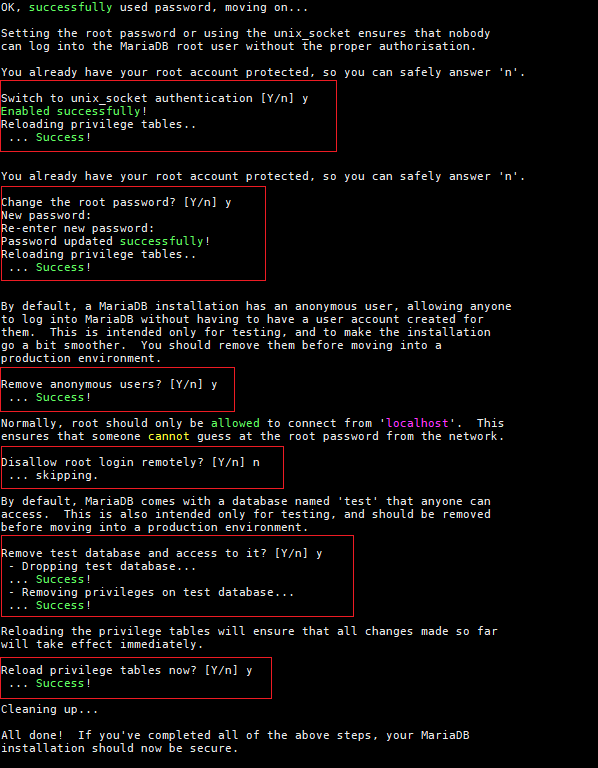 OK, successfully used password, moving on...
Setting the root password or using the unix_socket ensures that nobody
can log into the MariaDB root user without the proper authorisation.
You already have your root account protected, so you can safely answer 'n'.
Switch to unix_socket authentication [Y/n] y
Enabled successfully!
Reloading privilege tables..
 ... Success!
You already have your root account protected, so you can safely answer 'n'.
Change the root password? [Y/n] y
New password:
Re-enter new password:
Password updated successfully!
Reloading privilege tables..
 ... Success!
By default, a MariaDB installation has an anonymous user, allowing anyone
to log into MariaDB without having to have a user account created for
them.  This is intended only for testing, and to make the installation
go a bit smoother.  You should remove them before moving into a
production environment.
Remove anonymous users? [Y/n] y
 ... Success!
Normally, root should only be allowed to connect from 'localhost'.  This
ensures that someone cannot guess at the root password from the network.
Disallow root login remotely? [Y/n] n
 ... skipping.
By default, MariaDB comes with a database named 'test' that anyone can
access.  This is also intended only for testing, and should be removed
before moving into a production environment.
Remove test database and access to it? [Y/n] y
 - Dropping test database...
 ... Success!
 - Removing privileges on test database...
 ... Success!
Reloading the privilege tables will ensure that all changes made so far
will take effect immediately.
Reload privilege tables now? [Y/n] y
 ... Success!
Cleaning up...
All done!  If you've completed all of the above steps, your MariaDB
installation should now be secure.